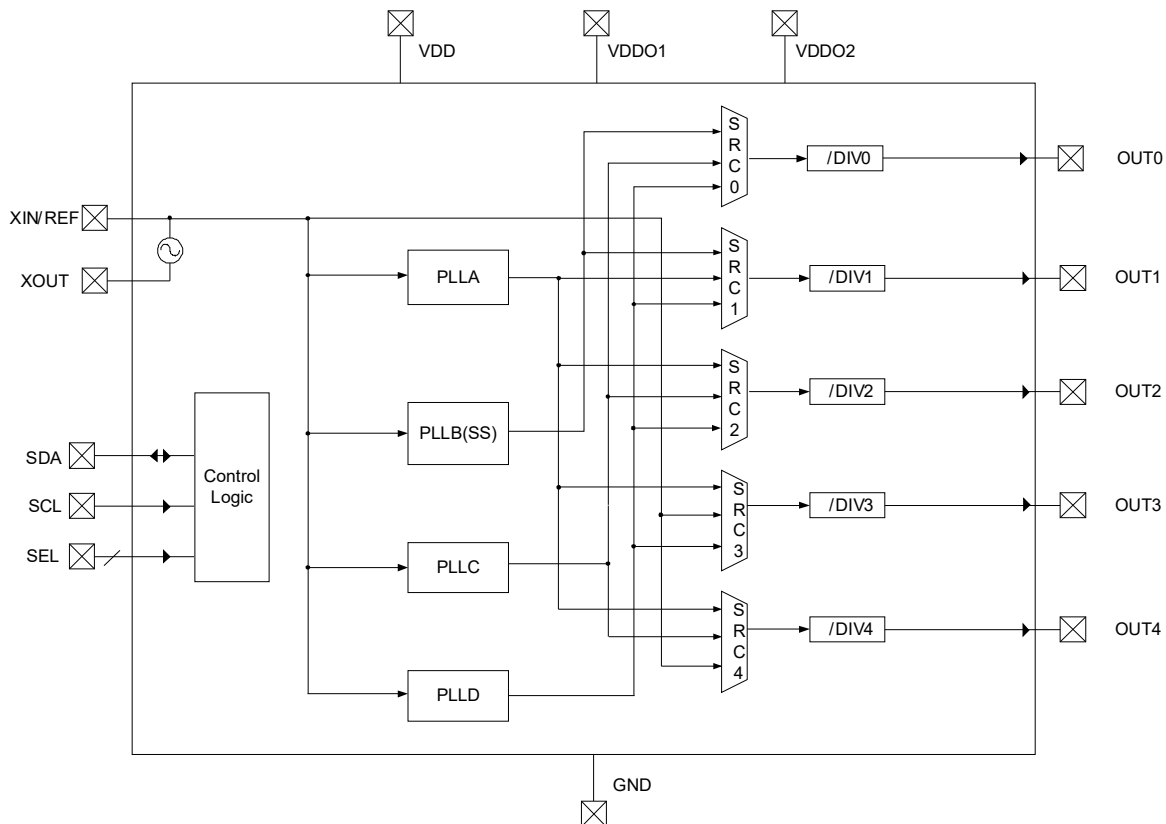 VDD
VDDO1
VDDO2
S
R
C
0
/DIV0
OUT0
XIN/REF
XOUT
PLLA
S
R
C
1
/DIV1
OUT1
S
R
C
2
/DIV2
OUT2
PLLB(SS)
SDA
SCL
SEL
Control
Logic
S
R
C
3
/DIV3
OUT3
PLLC
S
R
C
4
/DIV4
OUT4
PLLD
GND